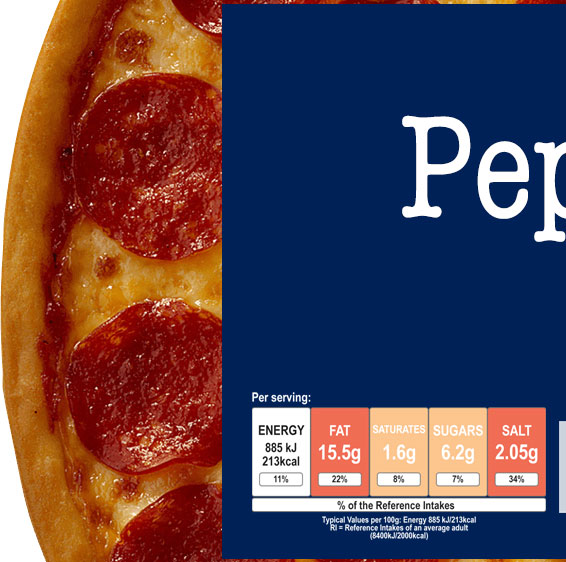 Pep
Per serving:
ENERGY FAT SATURATES SUGARS SALT
885 kJ
213kcal 15.5g 1.6g 6.2g 2.05g
11% 22% 8% 7% 34%
% of the Reference Intakes
Typical Values per 100g: Energy 885 kJ/213kcal
RI = Reference Intakes of an average adult
(8400kJ/2000kcal)